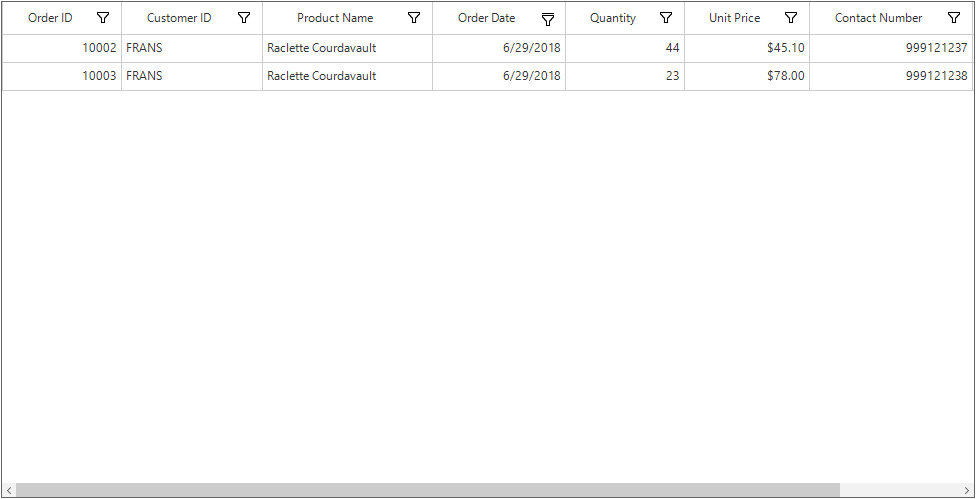 Order ID Customer ID Product Name Order Date Quantity Unit Price Contact Number
10002 FRANS Raclette Courdavault 6/29/2018 44 $45.10 999121237
10003 FRANS Raclette Courdavault 6/29/2018 23 $78.00 999121238